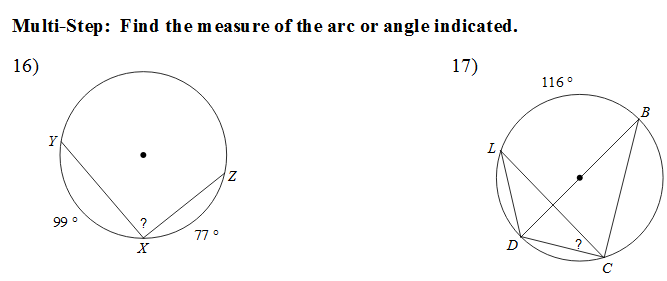 Multi-Step: Find the measure of the arc or angle indicated.
16)
17)
116 °
B
Y
L
Z
99 °
?
77 °
X
D
?
C